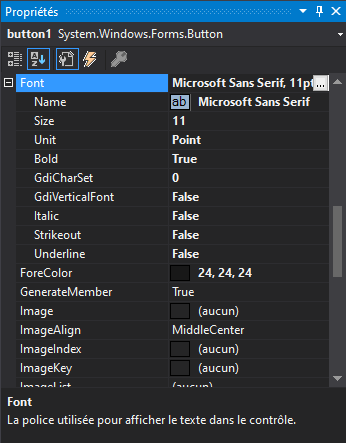 Propriétés
button1 System.Windows.Forms.Button
Font Microsoft Sans Serif, 11pt ...
Name ab Microsoft Sans Serif
Size 11
Unit Point
Bold True
GdiCharSet 0
GdiVerticalFont False
Italic False
Strikeout False
Underline False
ForeColor 24, 24, 24
GenerateMember True
Image (aucun)
ImageAlign MiddleCenter
ImageIndex (aucun)
ImageKey (aucun)
ImageList (aucun)
Font
La police utilisée pour afficher le texte dans le contrôle.